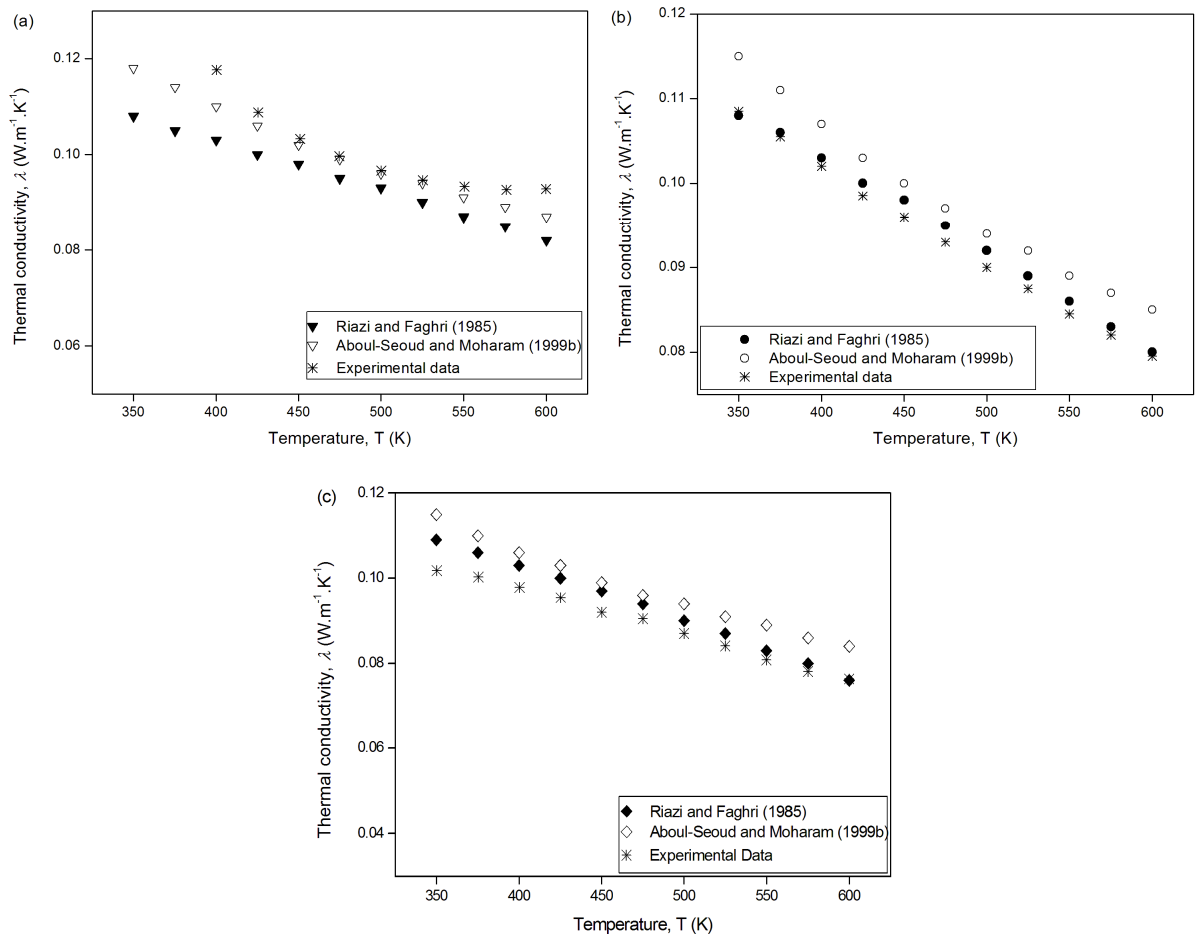 (a)
Thermal conductivity, λ (W.m-1.K-1)
0.12
0.10
0.08
0.06
350 400 450 500 550 600
Temperature, T (K)
Riazi and Faghri (1985)
Aboul-Seoud and Moharam (1999b)
Experimental data
(b)
Thermal conductivity, λ (W.m-1.K-1)
0.12
0.11
0.10
0.09
0.08
350 400 450 500 550 600
Temperature, T (K)
Riazi and Faghri (1985)
Aboul-Seoud and Moharam (1999b)
Experimental data
(c)
Thermal conductivity, λ (W.m-1.K-1)
0.12
0.10
0.08
0.06
0.04
350 400 450 500 550 600
Temperature, T (K)
Riazi and Faghri (1985)
Aboul-Seoud and Moharam (1999b)
Experimental Data